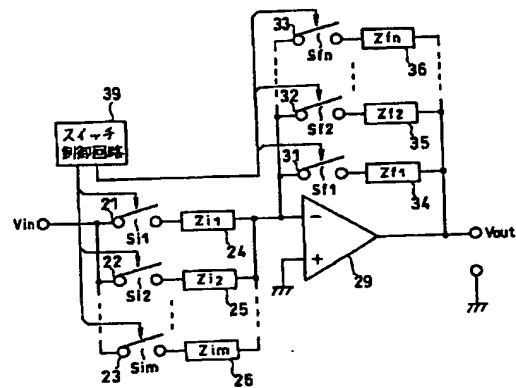 33
Sfn
Zfn
36
39
スイッチ
制御回路
32
Sf2
Zf2
35
31
Sf1
Zf1
34
Vin
21
Si1
Zi1
24
−
+
29
Vout
22
Si2
Zi2
25
23
Sim
Zim
26